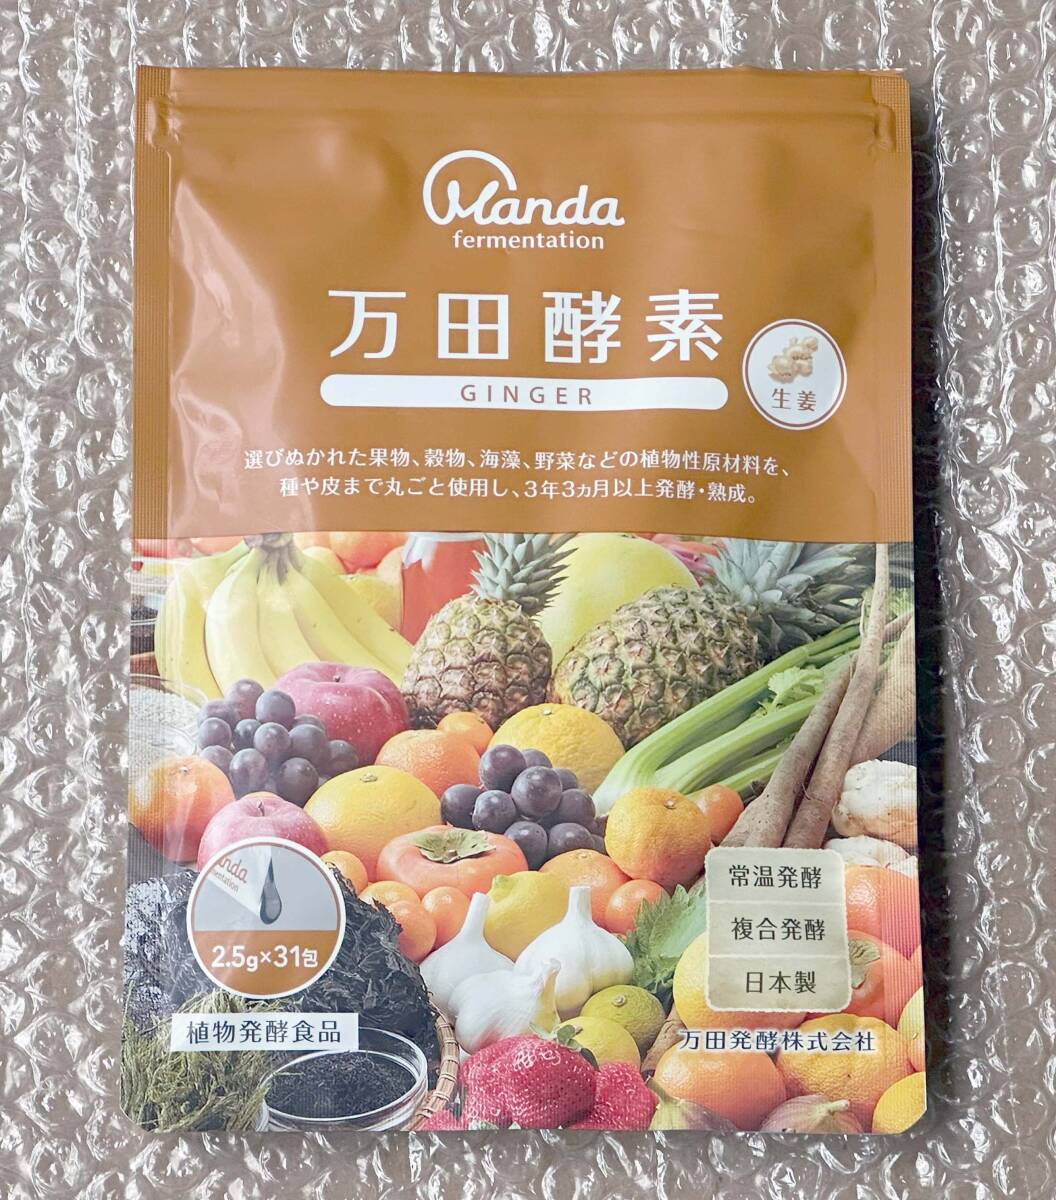 Manda
fermentation
万田酵素
GINGER
生姜
選びぬかれた果物、穀物、海藻、野菜などの植物性原材料を、
種や皮まで丸ごと使用し、3年3ヵ月以上発酵・熟成。
anda
mentation
2.5g×31包
植物発酵食品
常温発酵
複合発酵
日本製
万田発酵株式会社